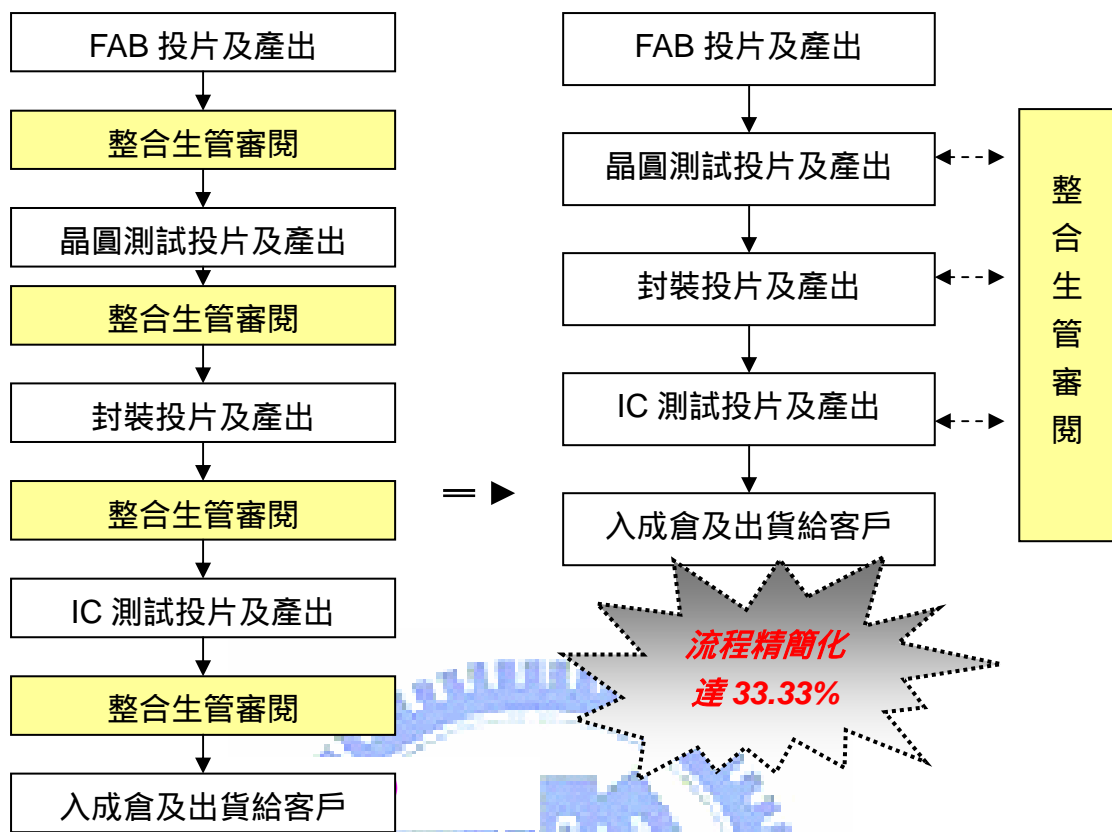 FAB 投片及產出
整合生管審閱
晶圓測試投片及產出
整合生管審閱
封裝投片及產出
整合生管審閱
IC 測試投片及產出
整合生管審閱
入成倉及出貨給客戶
FAB 投片及產出
晶圓測試投片及產出
封裝投片及產出
IC 測試投片及產出
入成倉及出貨給客戶
整合生管審閱
流程精簡化
達 33.33%